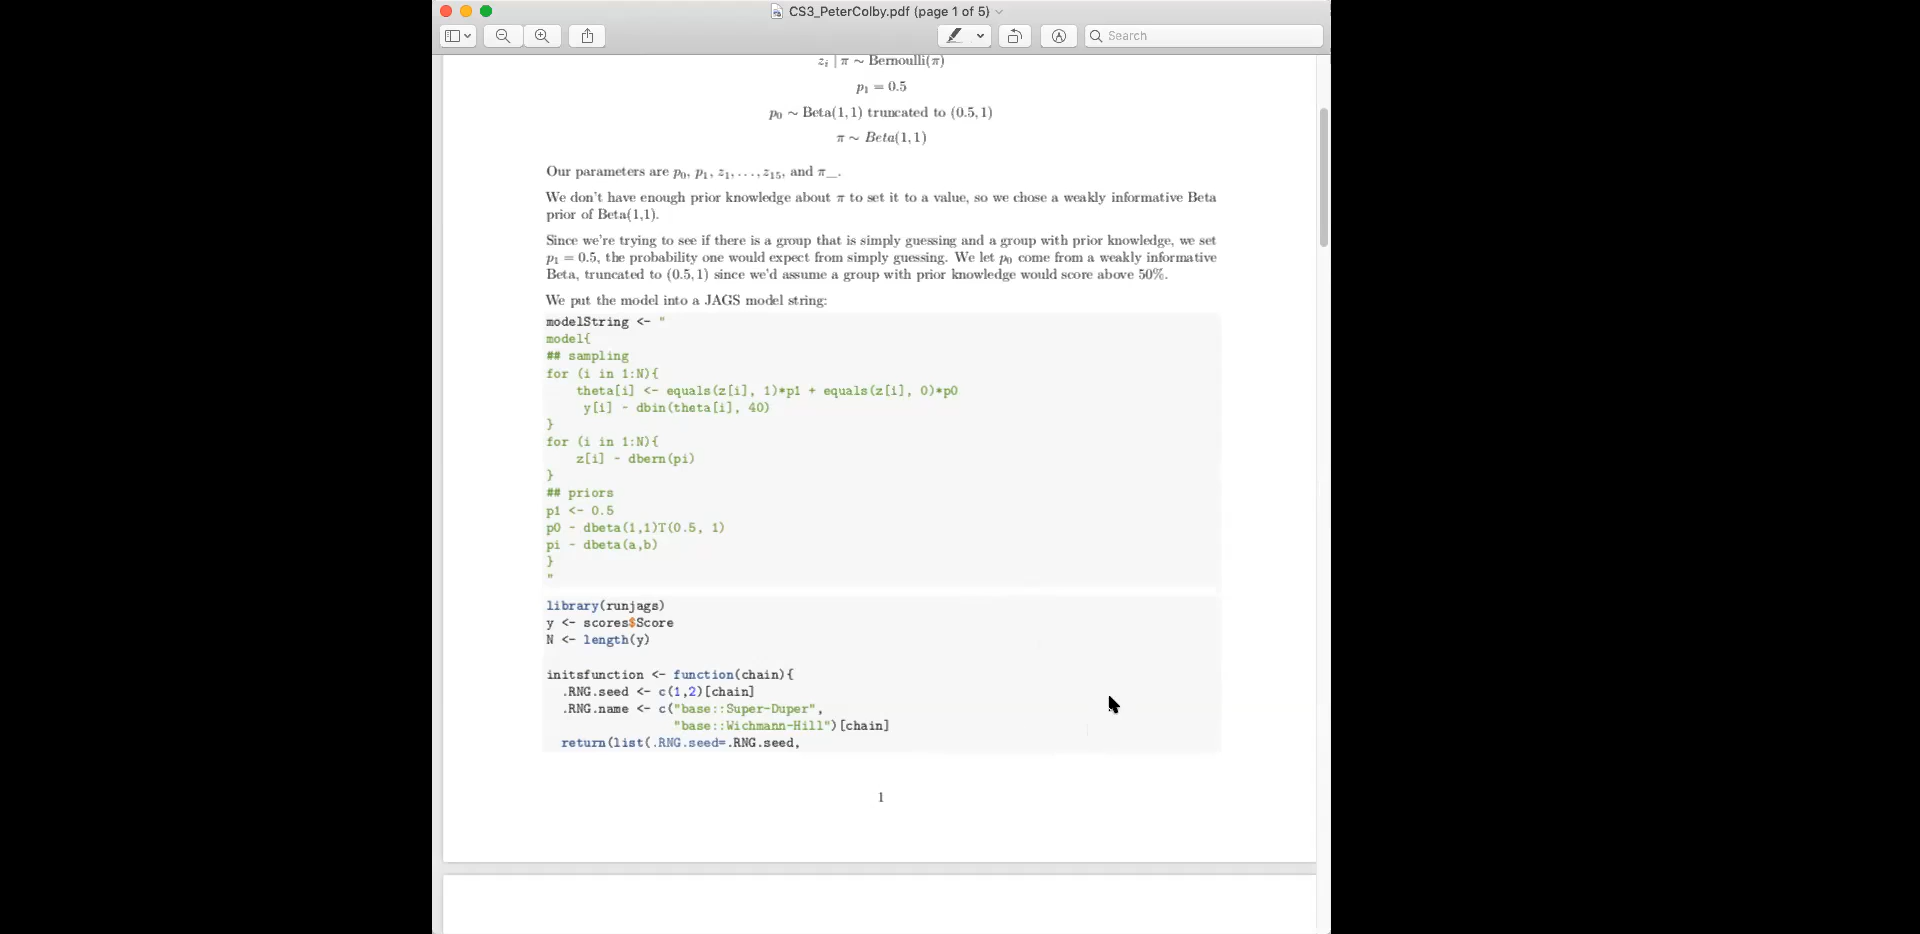 CS3_PeterColby.pdf (page 1 of 5)
Search
zᵢ | π ∼ Bernoulli(π)
p₁ = 0.5
p₀ ∼ Beta(1, 1) truncated to (0.5, 1)
π ∼ Beta(1, 1)
Our parameters are p₀, p₁, z₁, . . . , z₁₅, and π_.
We don't have enough prior knowledge about π to set it to a value, so we chose a weakly informative Beta
prior of Beta(1,1).
Since we're trying to see if there is a group that is simply guessing and a group with prior knowledge, we set
p₁ = 0.5, the probability one would expect from simply guessing. We let p₀ come from a weakly informative
Beta, truncated to (0.5, 1) since we'd assume a group with prior knowledge would score above 50%.
We put the model into a JAGS model string:
modelString <- "
model{
## sampling
for (i in 1:N){
theta[i] <- equals(z[i], 1)*p1 + equals(z[i], 0)*p0
y[i] ~ dbin(theta[i], 40)
}
for (i in 1:N){
z[i] ~ dbern(pi)
}
## priors
p1 <- 0.5
p0 ~ dbeta(1,1)T(0.5, 1)
pi ~ dbeta(a,b)
}
"
library(runjags)
y <- scores$Score
N <- length(y)
initsfunction <- function(chain){
.RNG.seed <- c(1,2)[chain]
.RNG.name <- c("base::Super-Duper",
"base::Wichmann-Hill")[chain]
return(list(.RNG.seed=.RNG.seed,
1